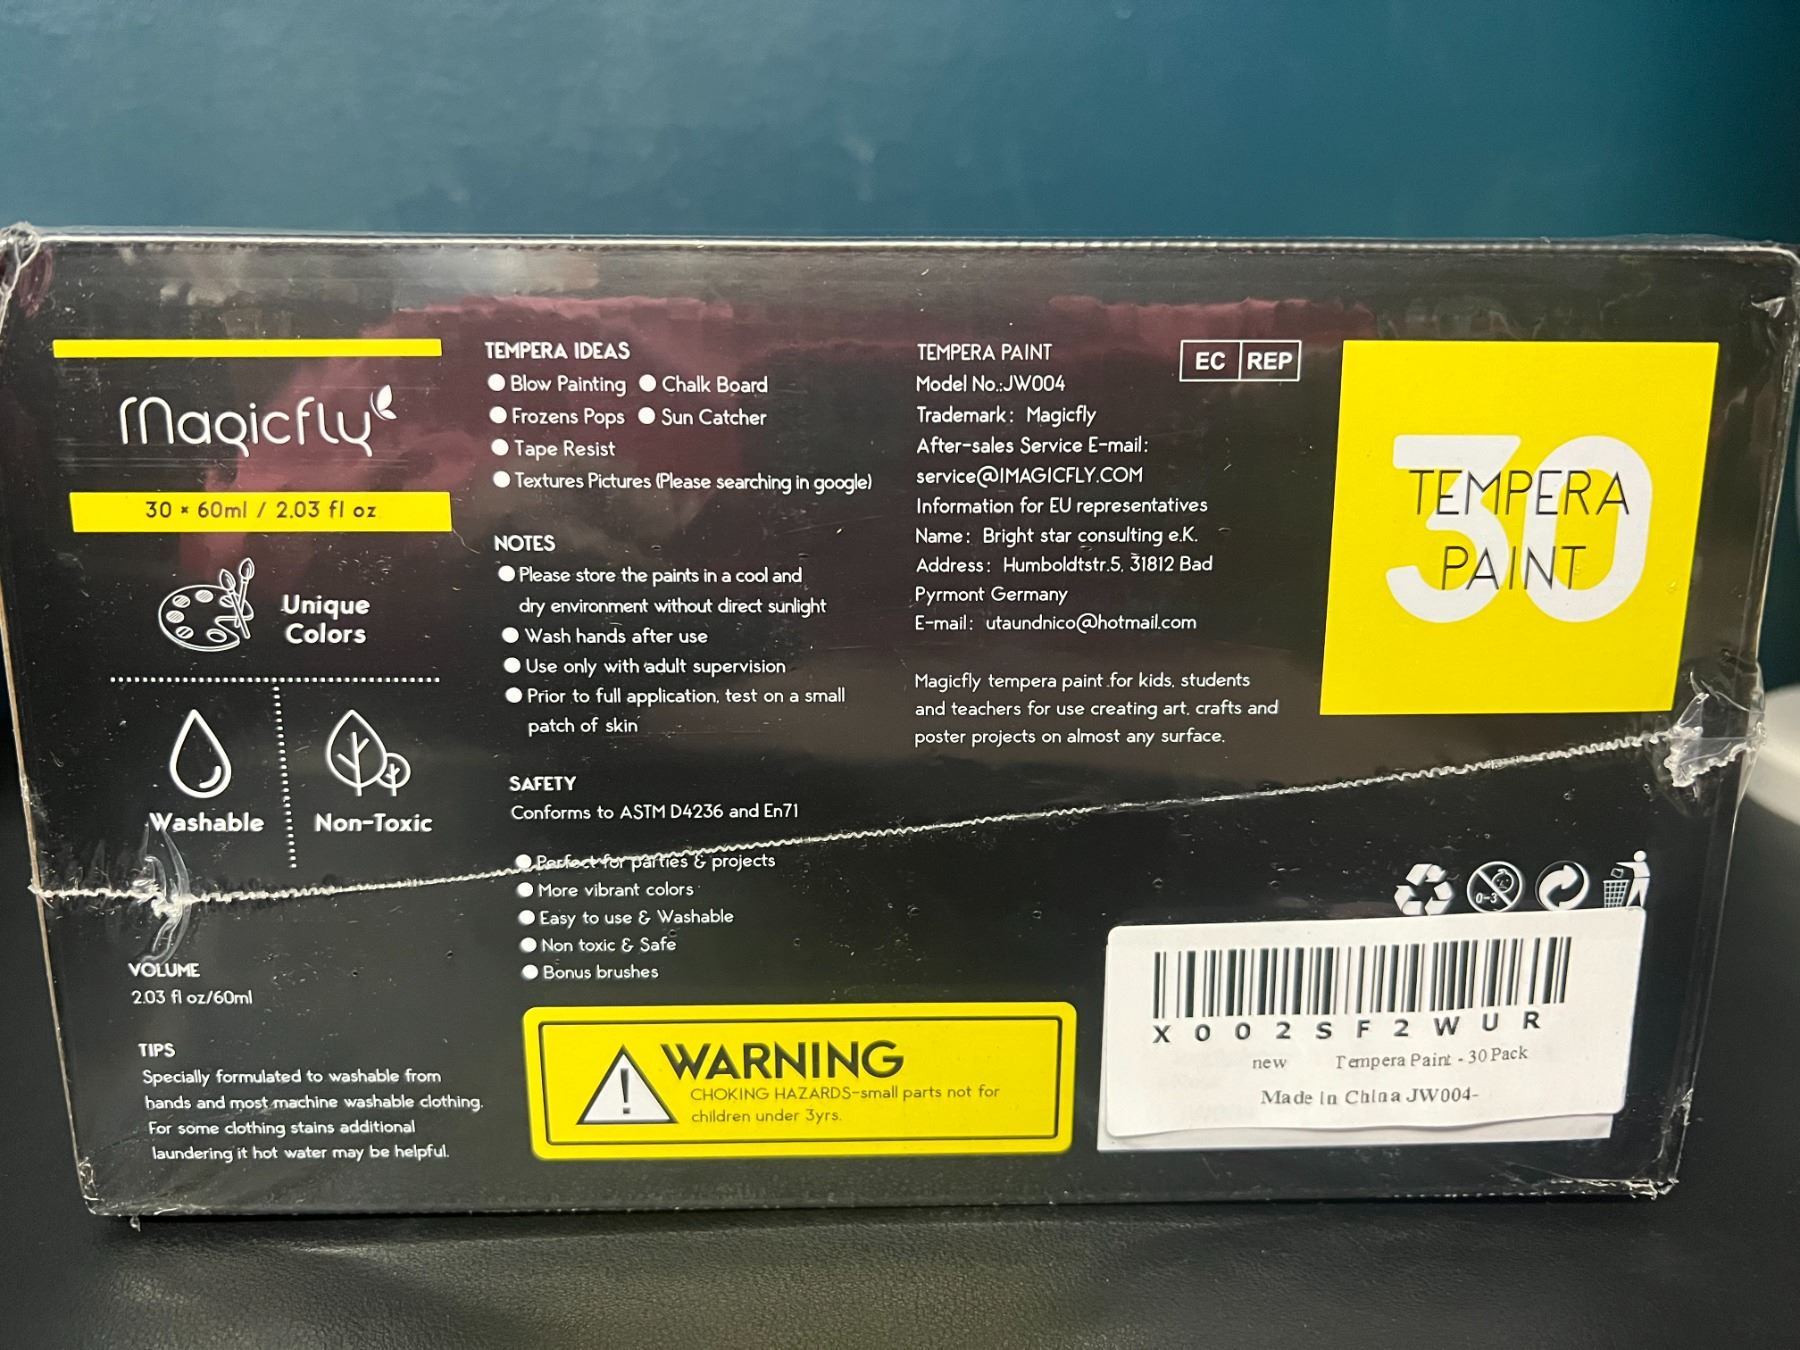 Magicfly
30 × 60ml / 2.03 fl oz
Unique
Colors
Washable
Non-Toxic
VOLUME
2.03 fl oz/60ml
TIPS
Specially formulated to washable from
hands and most machine washable clothing.
For some clothing stains additional
laundering it hot water may be helpful.
TEMPERA IDEAS
● Blow Painting ● Chalk Board
● Frozens Pops ● Sun Catcher
● Tape Resist
● Textures Pictures (Please searching in google)
NOTES
● Please store the paints in a cool and
dry environment without direct sunlight
● Wash hands after use
● Use only with adult supervision
● Prior to full application, test on a small
patch of skin
SAFETY
Conforms to ASTM D4236 and En71
● Perfect for parties & projects
● More vibrant colors
● Easy to use & Washable
● Non toxic & Safe
● Bonus brushes
WARNING
CHOKING HAZARDS-small parts not for
children under 3yrs.
TEMPERA PAINT
Model No.:JW004
Trademark: Magicfly
After-sales Service E-mail:
service@IMAGICFLY.COM
Information for EU representatives
Name: Bright star consulting e.K.
Address: Humboldtstr.5, 31812 Bad
Pyrmont Germany
E-mail: utaundnico@hotmail.com
Magicfly tempera paint for kids, students
and teachers for use creating art, crafts and
poster projects on almost any surface.
EC REP
30
TEMPERA
PAINT
0-3
X002SF2WUR
new Tempera Paint - 30 Pack
Made in China JW004-